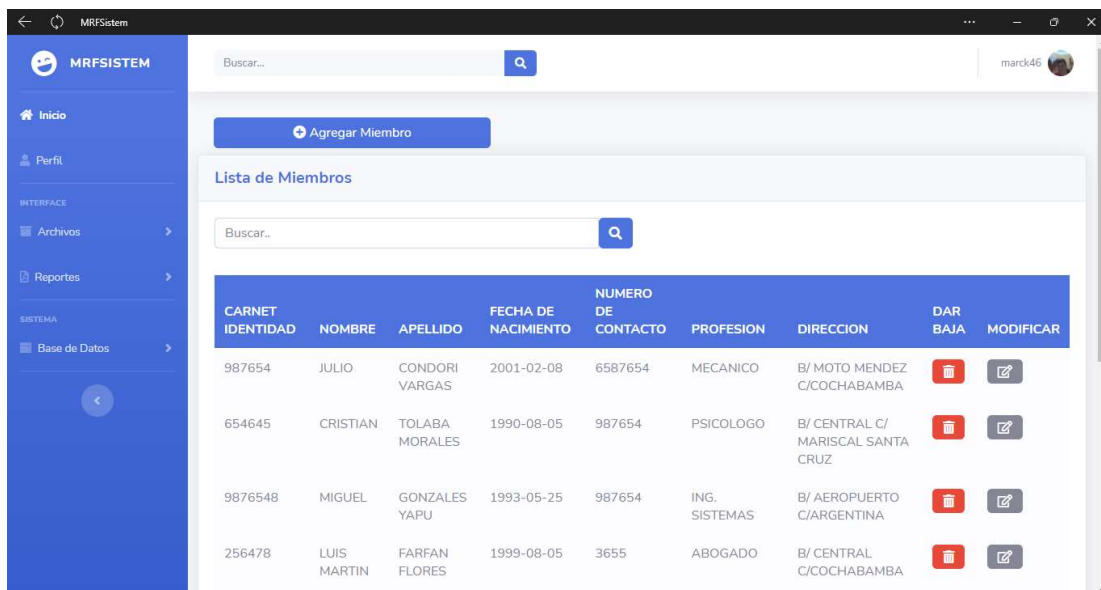 MRFSistem
MRFSISTEM
Buscar...
marck46
Inicio
Perfil
INTERFACE
Archivos
Reportes
SISTEMA
Base de Datos
Agregar Miembro
Lista de Miembros
Buscar..
CARNET IDENTIDAD NOMBRE APELLIDO FECHA DE NACIMIENTO NUMERO DE CONTACTO PROFESION DIRECCION DAR BAJA MODIFICAR
987654 JULIO CONDORI VARGAS 2001-02-08 6587654 MECANICO B/ MOTO MENDEZ C/COCHABAMBA
654645 CRISTIAN TOLABA MORALES 1990-08-05 987654 PSICOLOGO B/ CENTRAL C/ MARISCAL SANTA CRUZ
9876548 MIGUEL GONZALES YAPU 1993-05-25 987654 ING. SISTEMAS B/ AEROPUERTO C/ARGENTINA
256478 LUIS MARTIN FARFAN FLORES 1999-08-05 3655 ABOGADO B/ CENTRAL C/COCHABAMBA